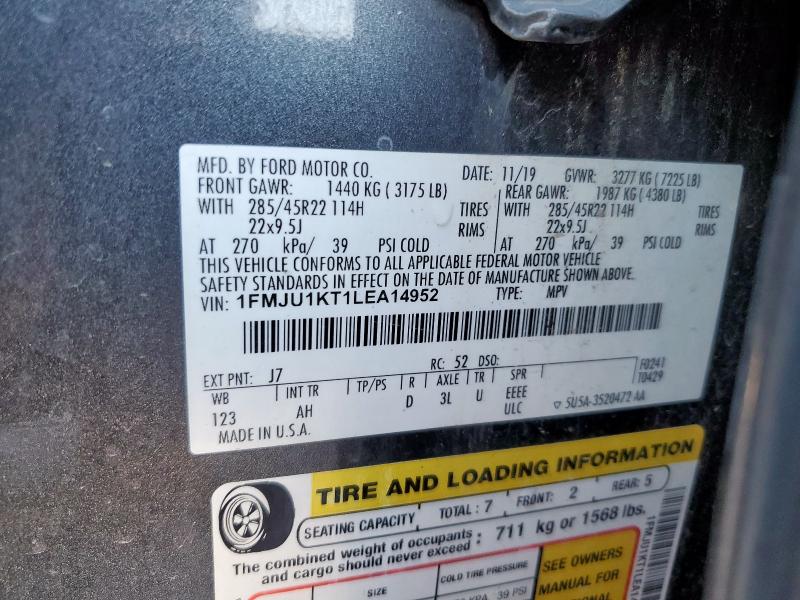 MFD. BY FORD MOTOR CO. DATE: 11/19 GVWR: 3277 KG ( 7225 LB)
FRONT GAWR: 1440 KG ( 3175 LB) REAR GAWR: 1987 KG ( 4380 LB)
WITH 285/45R22 114H TIRES WITH 285/45R22 114H TIRES
22x9.5J RIMS 22x9.5J RIMS
AT 270 kPa/ 39 PSI COLD AT 270 kPa/ 39 PSI COLD
THIS VEHICLE CONFORMS TO ALL APPLICABLE FEDERAL MOTOR VEHICLE
SAFETY STANDARDS IN EFFECT ON THE DATE OF MANUFACTURE SHOWN ABOVE.
VIN: 1FMJU1KT1LEA14952 TYPE: MPV
EXT PNT: J7 RC: 52 DSO: F0241
T0429
WB INT TR TP/PS R AXLE TR SPR
123 AH D 3L U EEEE
ULC ▽ 5U5A-3520472 AA
MADE IN U.S.A.
TIRE AND LOADING INFORMATION
SEATING CAPACITY TOTAL : 7 FRONT: 2 REAR: 5
The combined weight of occupants : 711 kg or 1568 lbs.
and cargo should never exceed
SIZE COLD TIRE PRESSURE SEE OWNERS
39 PSI MANUAL FOR